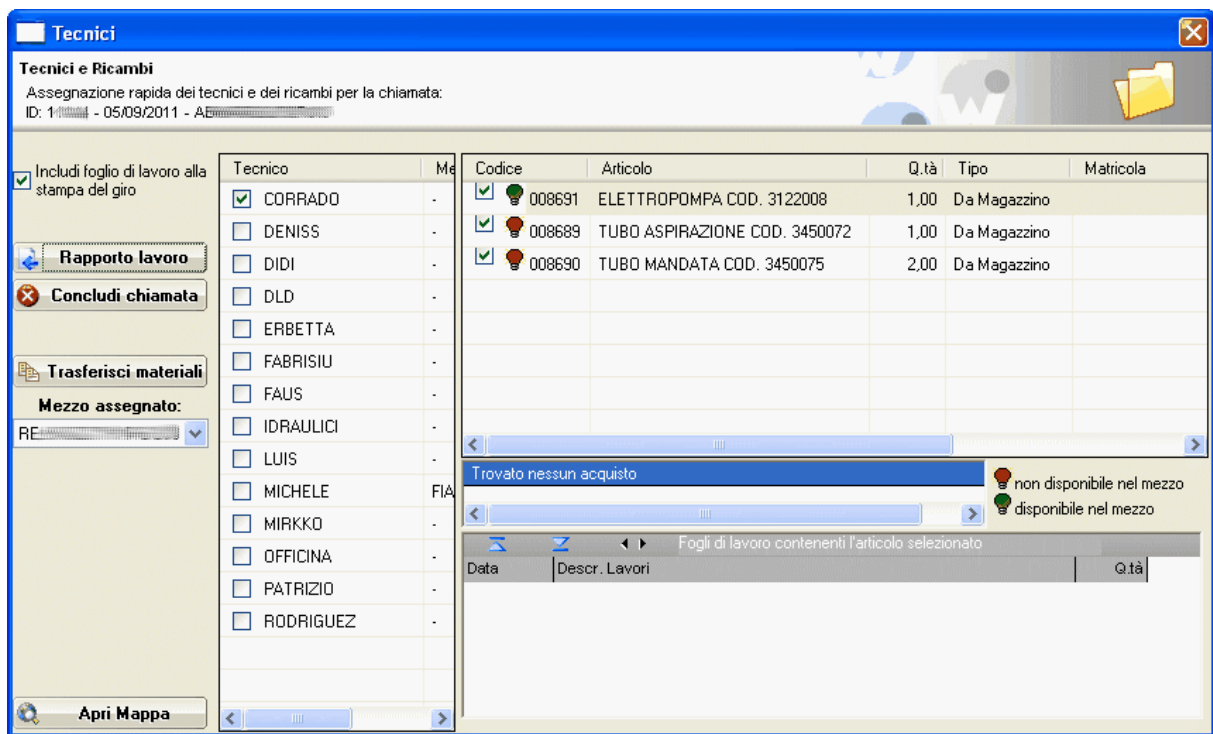 Tecnici
Tecnici e Ricambi
Assegnazione rapida dei tecnici e dei ricambi per la chiamata:
ID: 1 - 05/09/2011 -
Includi foglio di lavoro alla
stampa del giro
Rapporto lavoro
Concludi chiamata
Trasferisci materiali
Mezzo assegnato:
RE
Apri Mappa
Tecnico Me
CORRADO -
DENISS -
DIDI -
DLD -
ERBETTA -
FABRISIU -
FAUS -
IDRAULICI -
LUIS -
MICHELE FIA
MIRKKO -
OFFICINA -
PATRIZIO -
RODRIGUEZ -
Codice Articolo Q.tà Tipo Matricola
008691 ELETTROPOMPA COD. 3122008 1,00 Da Magazzino
008689 TUBO ASPIRAZIONE COD. 3450072 1,00 Da Magazzino
008690 TUBO MANDATA COD. 3450075 2,00 Da Magazzino
Trovato nessun acquisto
non disponibile nel mezzo
disponibile nel mezzo
Fogli di lavoro contenenti l'articolo selezionato
Data Descr. Lavori Q.tà